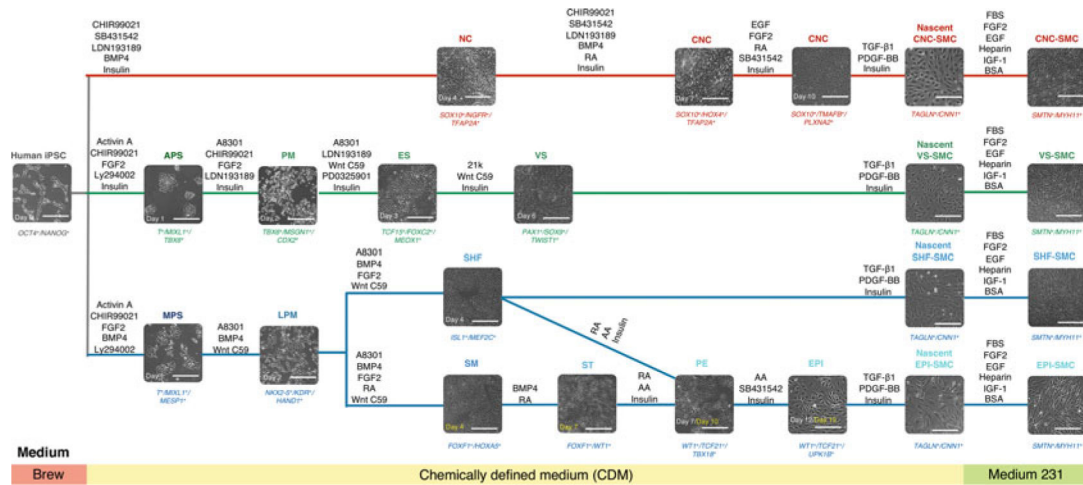 CHIR99021
SB431542
LDN193189
BMP4
Insulin
NC
Day 4
SOX10⁺/NGFR⁺/
TFAP2A⁺
CHIR99021
SB431542
LDN193189
BMP4
RA
Insulin
CNC
Day 7
SOX10⁺/HOX4⁺/
TFAP2A⁺
EGF
FGF2
RA
SB431542
CNC
Day 10
SOX10⁺/TMAFB⁺/
PLXNA2⁺
TGF-β1
PDGF-BB
Insulin
Nascent
CNC-SMC
TAGLN⁺/CNN1⁺
FBS
FGF2
EGF
Heparin
IGF-1
BSA
CNC-SMC
SMTN⁺/MYH11⁺
Human iPSC
Day
OCT4⁺/NANOG⁺
Activin A
CHIR99021
FGF2
Ly294002
Insulin
APS
Day 1
T⁺/MIXL1⁺/
TBX6⁺
A8301
CHIR99021
FGF2
LDN193189
Insulin
PM
Day 2
TBX6⁺/MSGN1⁺/
CDX2⁺
A8301
LDN193189
Wnt C59
PD0325901
Insulin
ES
Day 3
TCF15⁺/FOXC2⁺/
MEOX1⁺
21k
Wnt C59
Insulin
VS
Day 6
PAX1⁺/SOX9⁺/
TWIST1⁺
TGF-β1
PDGF-BB
Insulin
Nascent
VS-SMC
TAGLN⁺/CNN1⁺
FBS
FGF2
EGF
Heparin
IGF-1
BSA
VS-SMC
SMTN⁺/MYH11⁺
Activin A
CHIR99021
FGF2
BMP4
Ly294002
MPS
T⁺/MIXL1⁺/
MESP1⁺
A8301
BMP4
Wnt C59
LPM
Day 2
NKX2-5⁺/KDR⁺/
HAND1⁺
A8301
BMP4
FGF2
Wnt C59
SHF
Day 4
ISL1⁺/MEF2C⁺
RA
AA
Insulin
TGF-β1
PDGF-BB
Insulin
Nascent
SHF-SMC
TAGLN⁺/CNN1⁺
FBS
FGF2
EGF
Heparin
IGF-1
BSA
SHF-SMC
SMTN⁺/MYH11⁺
A8301
BMP4
FGF2
RA
Wnt C59
SM
Day 4
FOXF1⁺/HOXA5⁺
BMP4
RA
ST
Day 7
FOXF1⁺/WT1⁺
RA
AA
Insulin
PE
Day 7/Day 10
WT1⁺/TCF21⁺/
TBX18⁺
AA
SB431542
Insulin
EPI
WT1⁺/TCF21⁺/
UPK1B⁺
TGF-β1
PDGF-BB
Insulin
Nascent
EPI-SMC
TAGLN⁺/CNN1⁺
FBS
FGF2
EGF
Heparin
IGF-1
BSA
EPI-SMC
SMTN⁺/MYH11⁺
Medium
Brew
Chemically defined medium (CDM)
Medium 231